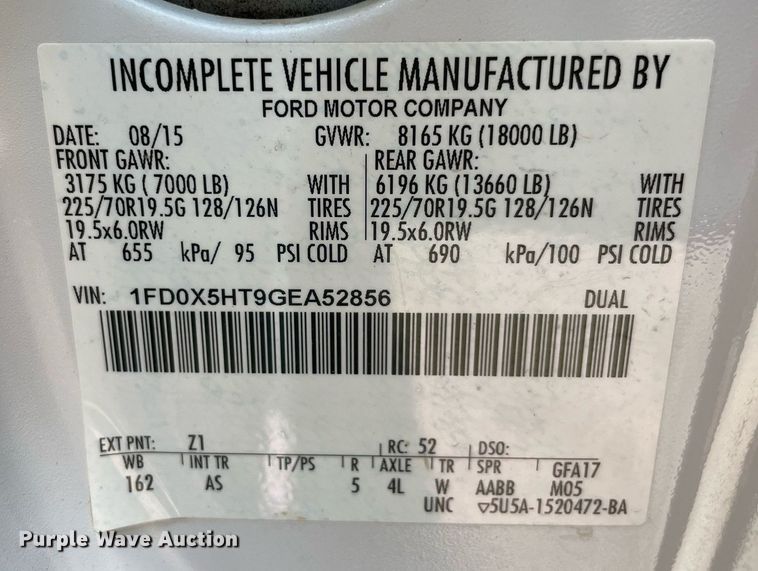 INCOMPLETE VEHICLE MANUFACTURED BY
FORD MOTOR COMPANY
DATE: 08/15 GVWR: 8165 KG (18000 LB)
FRONT GAWR: REAR GAWR:
3175 KG ( 7000 LB) WITH 6196 KG (13660 LB) WITH
225/70R19.5G 128/126N TIRES 225/70R19.5G 128/126N TIRES
19.5x6.0RW RIMS 19.5x6.0RW RIMS
AT 655 kPa/ 95 PSI COLD AT 690 kPa/100 PSI COLD
VIN: 1FD0X5HT9GEA52856 DUAL
EXT PNT: Z1 RC: 52 DSO:
WB INT TR TP/PS R AXLE TR SPR GFA17
162 AS 5 4L W AABB M05
UNC ▽5U5A-1520472-BA
Purple Wave Auction